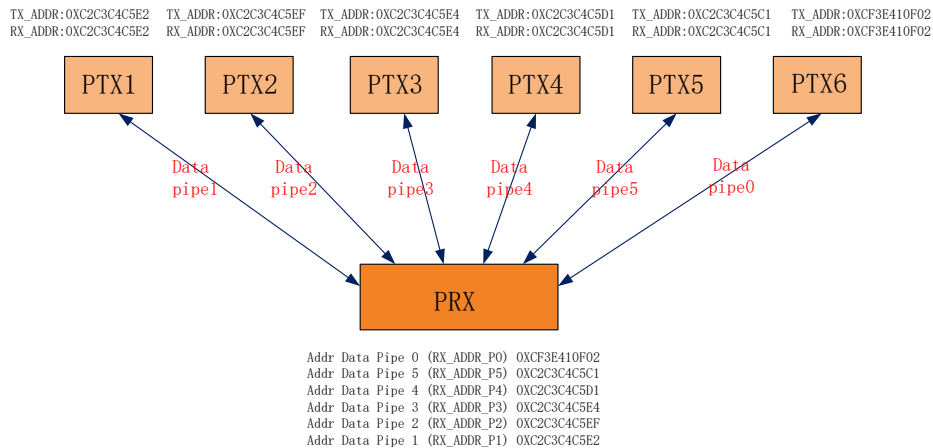 TX_ADDR:0XC2C3C4C5E2 TX_ADDR:0XC2C3C4C5EF TX_ADDR:0XC2C3C4C5E4 TX_ADDR:0XC2C3C4C5D1 TX_ADDR:0XC2C3C4C5C1 TX_ADDR:0XCF3E410F02
RX_ADDR:0XC2C3C4C5E2 RX_ADDR:0XC2C3C4C5EF RX_ADDR:0XC2C3C4C5E4 RX_ADDR:0XC2C3C4C5D1 RX_ADDR:0XC2C3C4C5C1 RX_ADDR:0XCF3E410F02
PTX1 PTX2 PTX3 PTX4 PTX5 PTX6
Data Data Data Data Data Data
pipe1 pipe2 pipe3 pipe4 pipe5 pipe0
PRX
Addr Data Pipe 0 (RX_ADDR_P0) 0XCF3E410F02
Addr Data Pipe 5 (RX_ADDR_P5) 0XC2C3C4C5C1
Addr Data Pipe 4 (RX_ADDR_P4) 0XC2C3C4C5D1
Addr Data Pipe 3 (RX_ADDR_P3) 0XC2C3C4C5E4
Addr Data Pipe 2 (RX_ADDR_P2) 0XC2C3C4C5EF
Addr Data Pipe 1 (RX_ADDR_P1) 0XC2C3C4C5E2